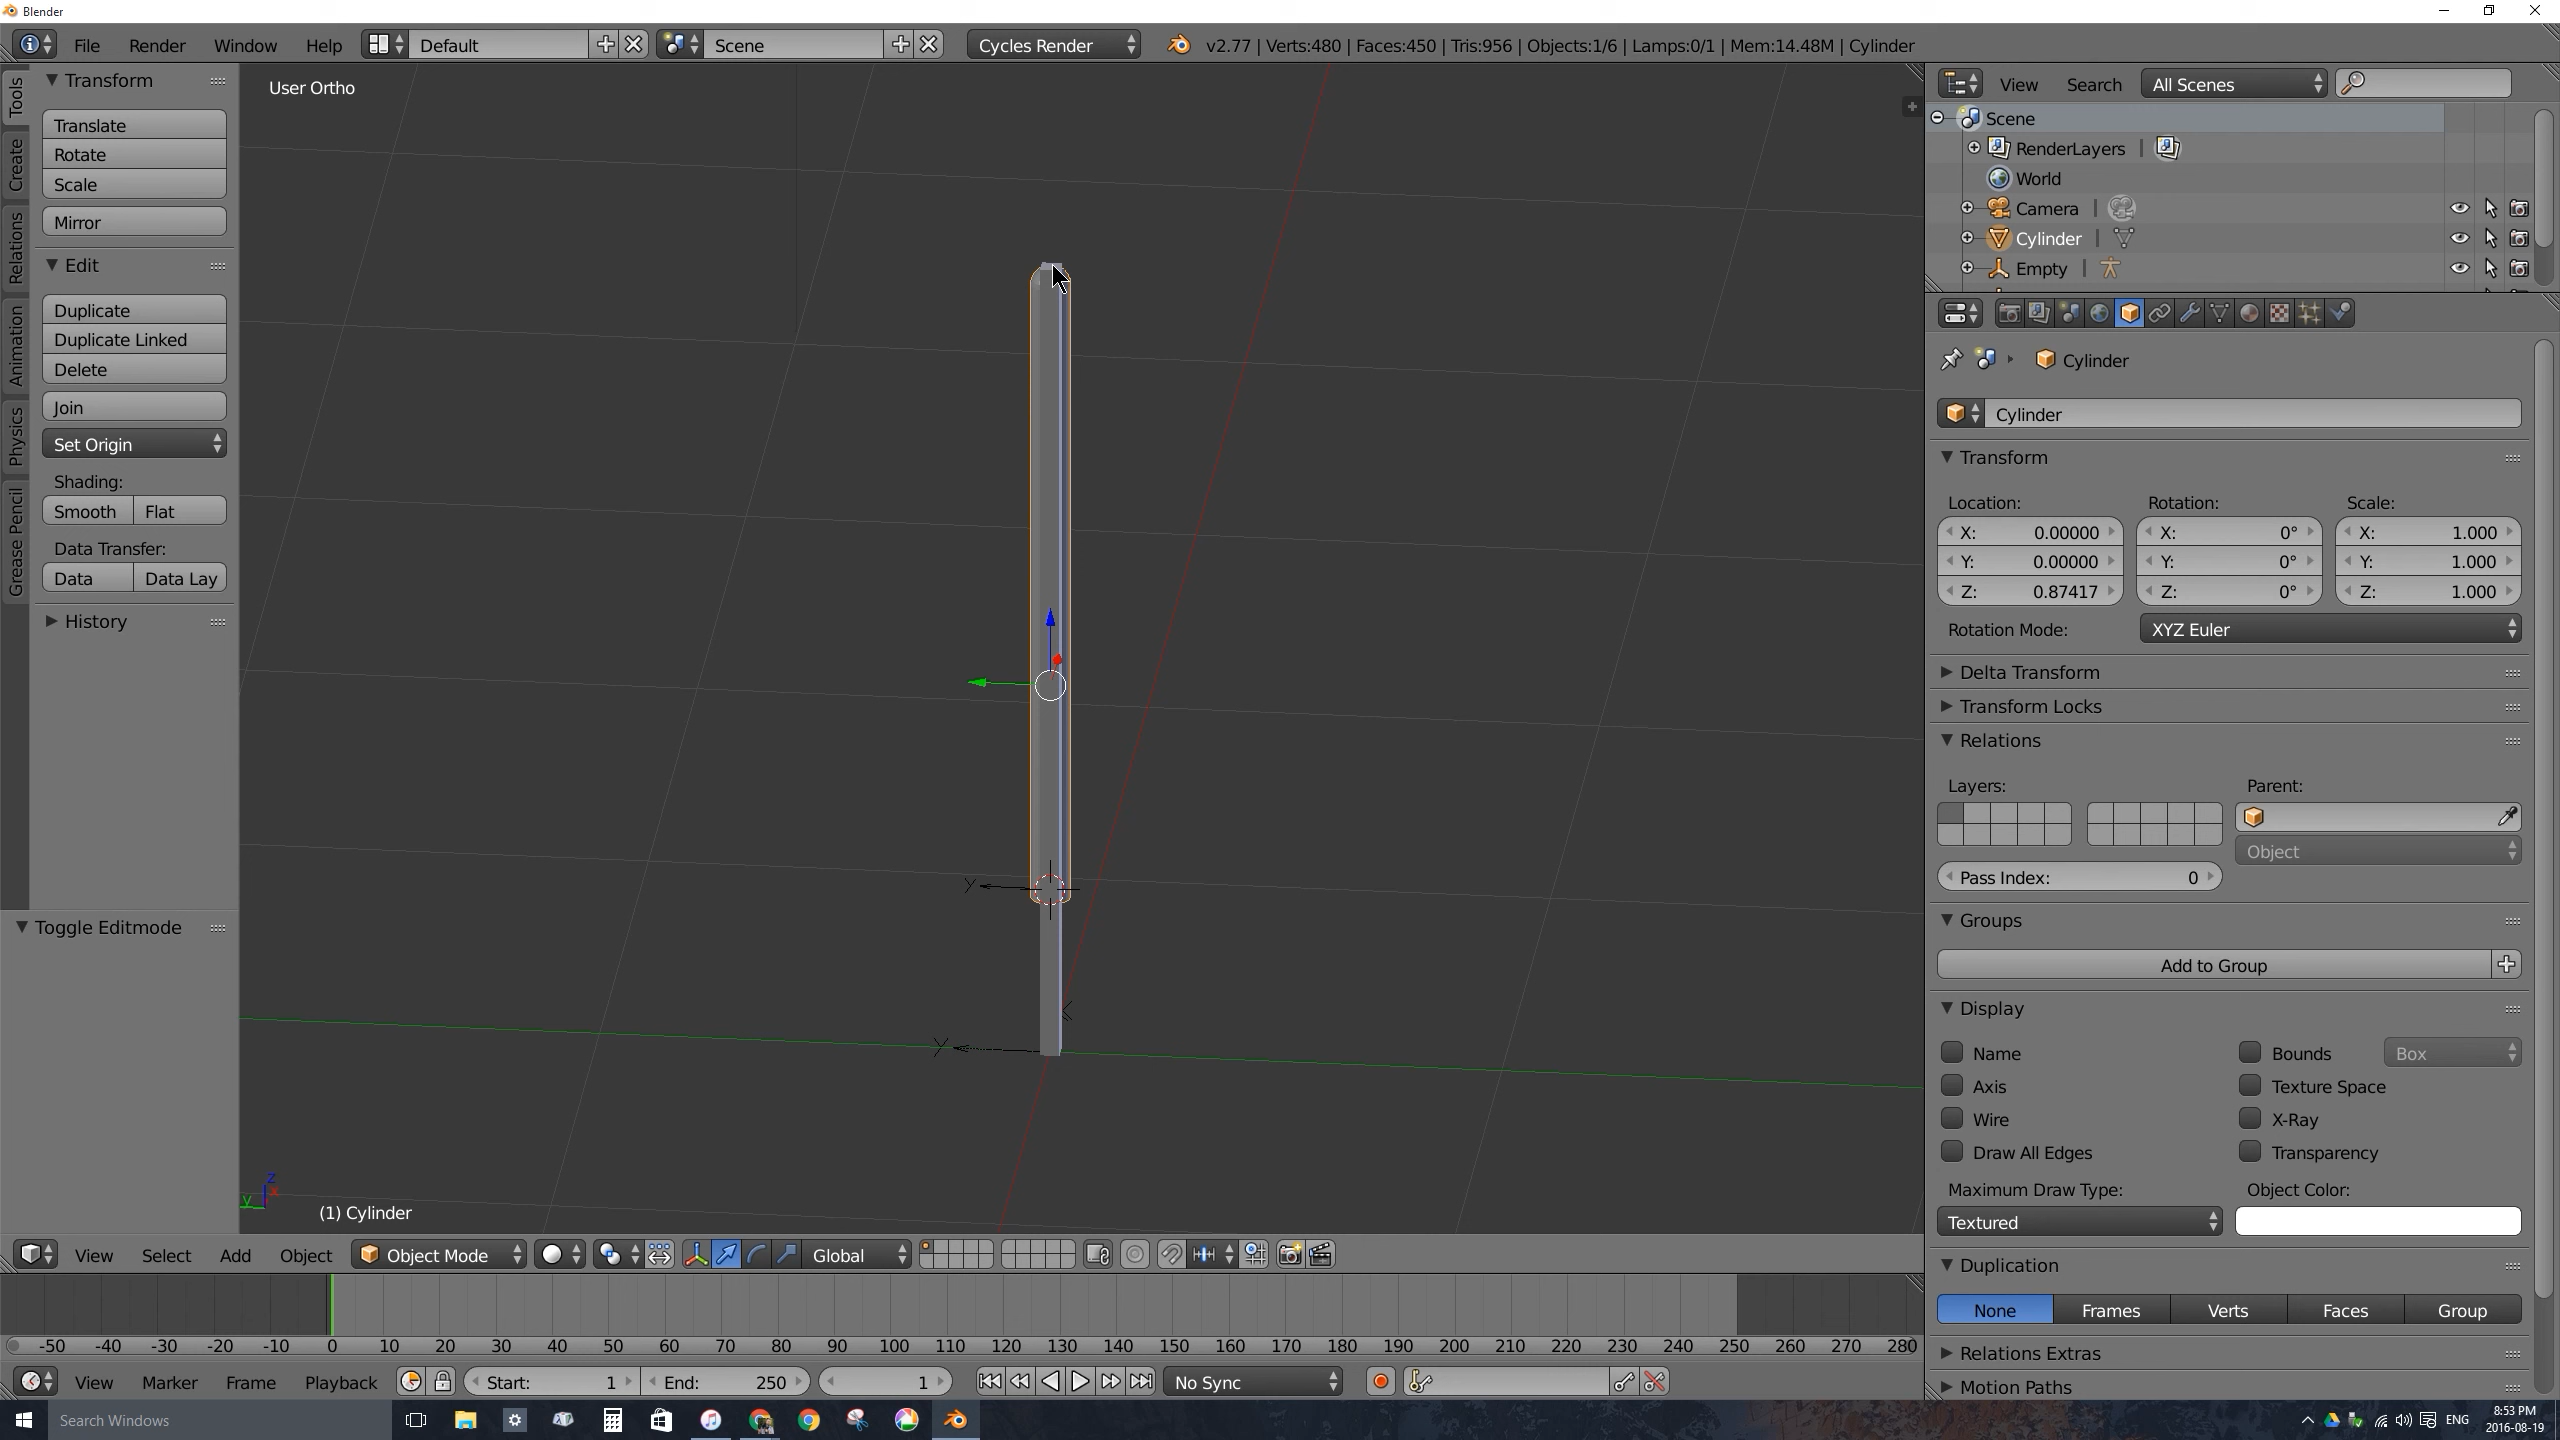 Blender
File Render Window Help Default Scene Cycles Render v2.77 | Verts:480 | Faces:450 | Tris:956 | Objects:1/6 | Lamps:0/1 | Mem:14.48M | Cylinder
Tools
Create
Relations
Animation
Physics
Grease Pencil
Transform
Translate
Rotate
Scale
Mirror
Edit
Duplicate
Duplicate Linked
Delete
Join
Set Origin
Shading:
Smooth Flat
Data Transfer:
Data Data Lay
History
Toggle Editmode
User Ortho
Y
Y
X
z
x
y
(1) Cylinder
View Search All Scenes
Scene
RenderLayers |
World
Camera |
Cylinder |
Empty |
Cylinder
Cylinder
Transform
Location: Rotation: Scale:
X: 0.00000 X: 0° X: 1.000
Y: 0.00000 Y: 0° Y: 1.000
Z: 0.87417 Z: 0° Z: 1.000
Rotation Mode: XYZ Euler
Delta Transform
Transform Locks
Relations
Layers: Parent:
Object
Pass Index: 0
Groups
Add to Group
Display
Name Bounds Box
Axis Texture Space
Wire X-Ray
Draw All Edges Transparency
Maximum Draw Type: Object Color:
Textured
Duplication
None Frames Verts Faces Group
Relations Extras
Motion Paths
View Select Add Object Object Mode Global
-50 -40 -30 -20 -10 0 10 20 30 40 50 60 70 80 90 100 110 120 130 140 150 160 170 180 190 200 210 220 230 240 250 260 270 280
View Marker Frame Playback Start: 1 End: 250 1 No Sync
Search Windows
ENG
8:53 PM
2016-08-19